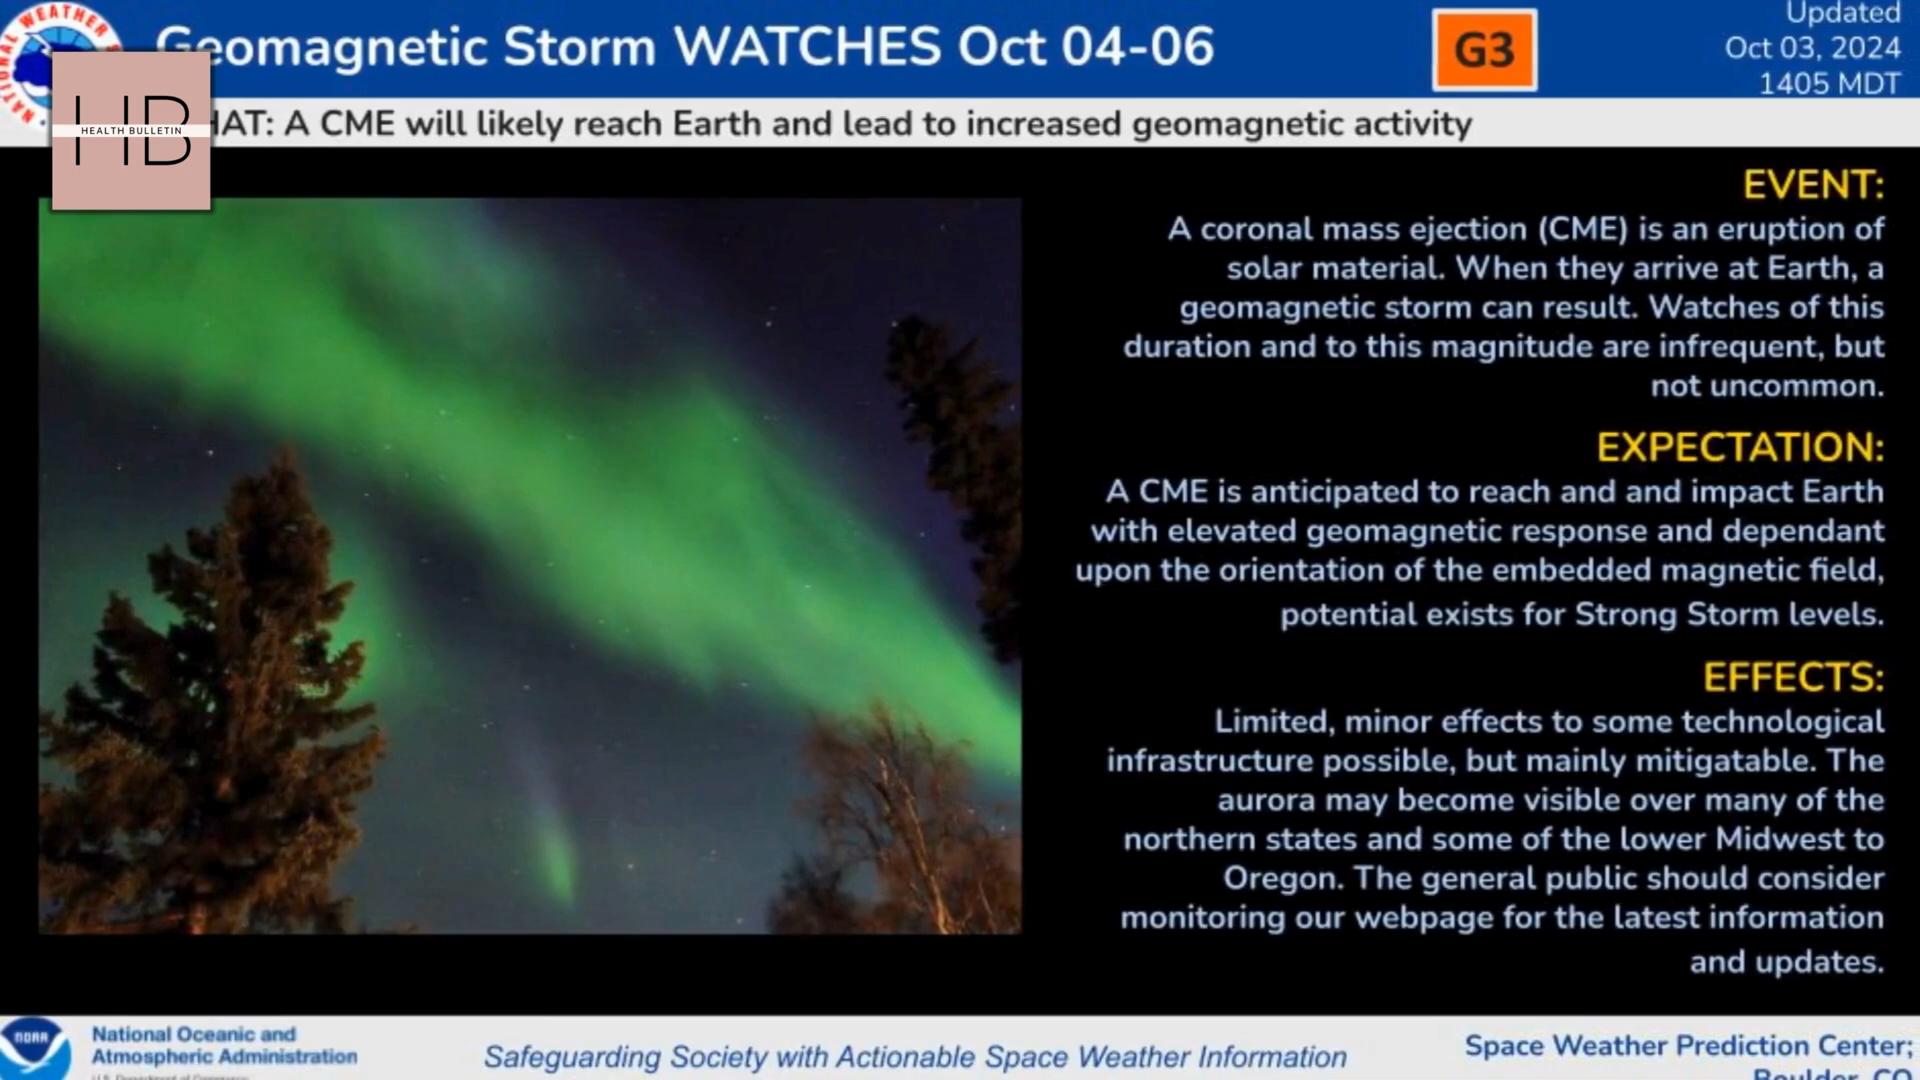 NATIONAL WEATHER
Geomagnetic Storm WATCHES Oct 04-06
G3
Updated
Oct 03, 2024
1405 MDT
HB
HEALTH BULLETIN
HAT: A CME will likely reach Earth and lead to increased geomagnetic activity
EVENT:
A coronal mass ejection (CME) is an eruption of
solar material. When they arrive at Earth, a
geomagnetic storm can result. Watches of this
duration and to this magnitude are infrequent, but
not uncommon.
EXPECTATION:
A CME is anticipated to reach and and impact Earth
with elevated geomagnetic response and dependant
upon the orientation of the embedded magnetic field,
potential exists for Strong Storm levels.
EFFECTS:
Limited, minor effects to some technological
infrastructure possible, but mainly mitigatable. The
aurora may become visible over many of the
northern states and some of the lower Midwest to
Oregon. The general public should consider
monitoring our webpage for the latest information
and updates.
NOAA
National Oceanic and
Atmospheric Administration
Safeguarding Society with Actionable Space Weather Information
Space Weather Prediction Center;
Boulder, CO